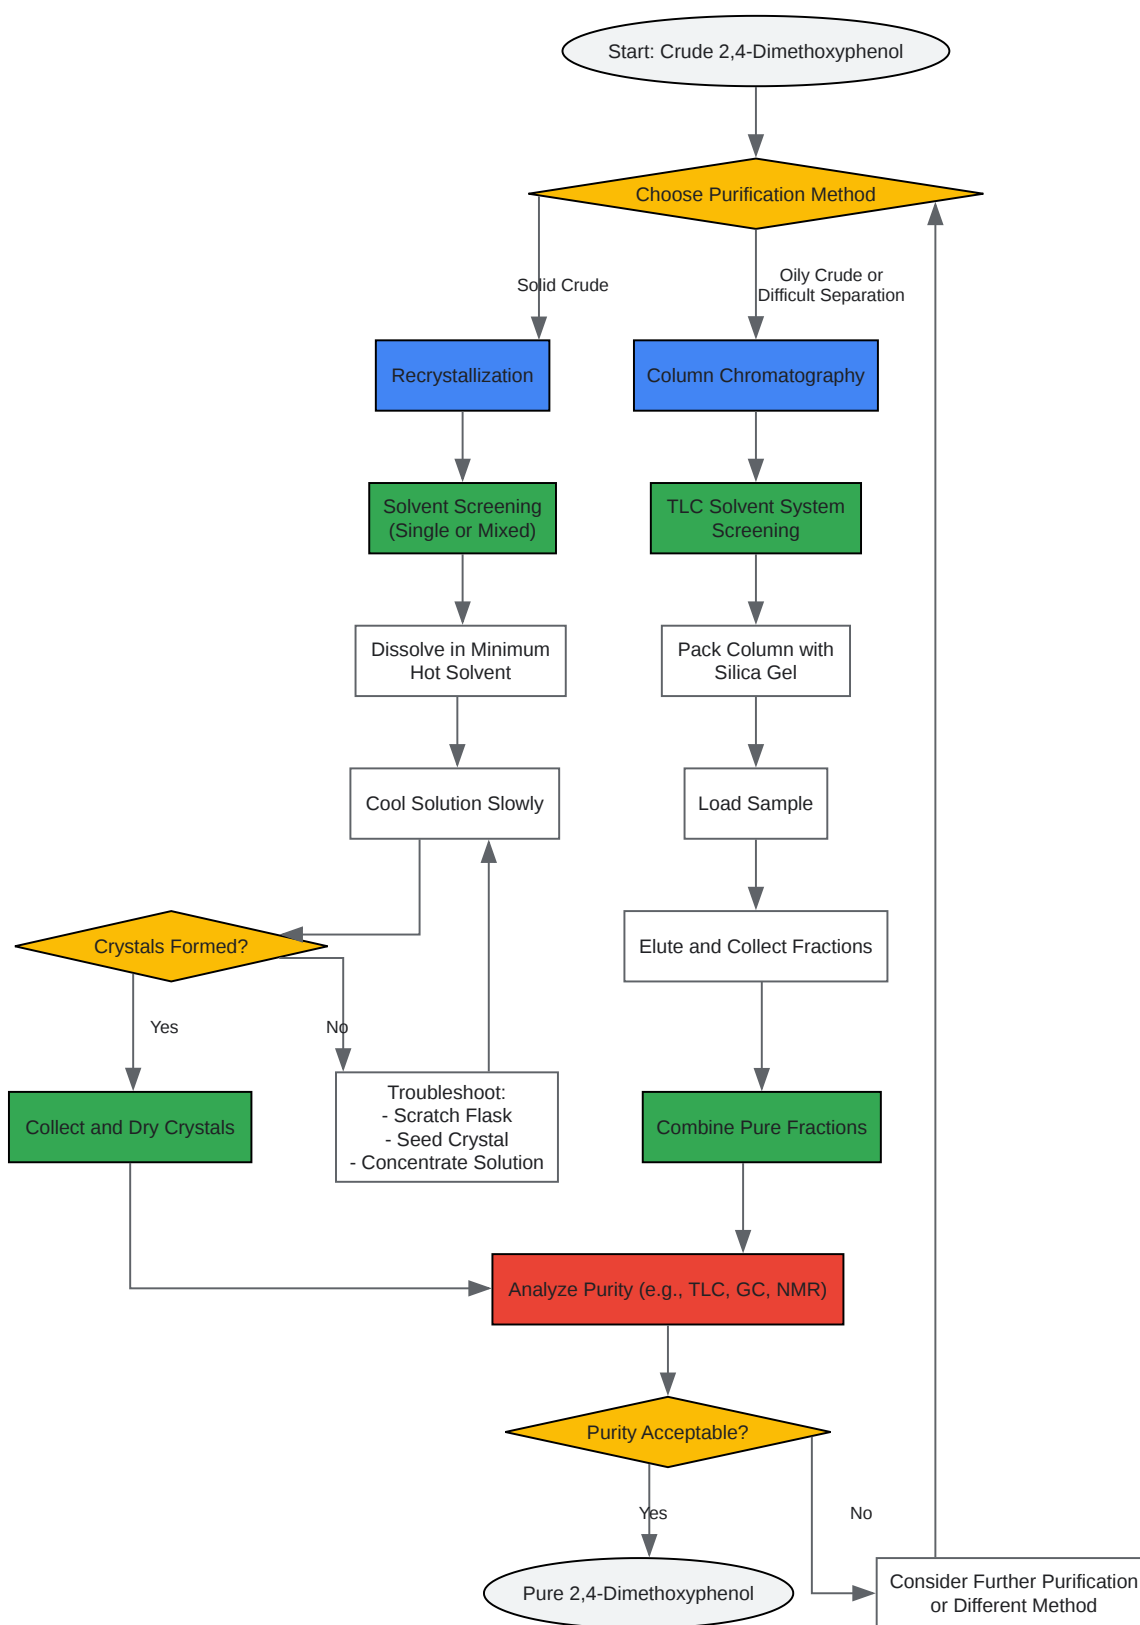 Start: Crude 2,4-Dimethoxyphenol
Choose Purification Method
Solid Crude
Oily Crude or
Difficult Separation
Recrystallization
Column Chromatography
Solvent Screening
(Single or Mixed)
TLC Solvent System
Screening
Dissolve in Minimum
Hot Solvent
Pack Column with
Silica Gel
Cool Solution Slowly
Load Sample
Crystals Formed?
Elute and Collect Fractions
Yes
No
Collect and Dry Crystals
Troubleshoot:
- Scratch Flask
- Seed Crystal
- Concentrate Solution
Combine Pure Fractions
Analyze Purity (e.g., TLC, GC, NMR)
Purity Acceptable?
Yes
No
Pure 2,4-Dimethoxyphenol
Consider Further Purification
or Different Method